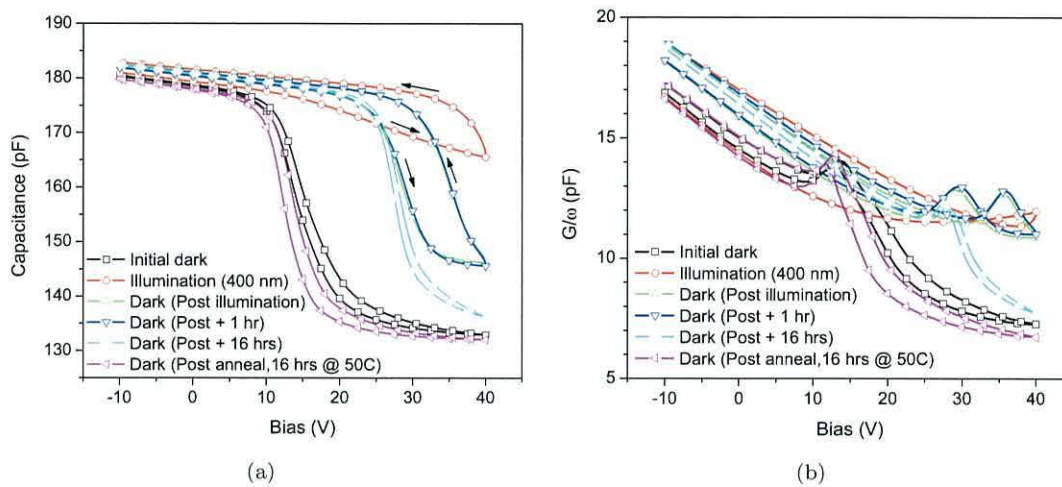 190
180
170
160
150
140
130
Capacitance (pF)
-10 0 10 20 30 40
Bias (V)
Initial dark
Illumination (400 nm)
Dark (Post illumination)
Dark (Post + 1 hr)
Dark (Post + 16 hrs)
Dark (Post anneal,16 hrs @ 50C)
(a)
20
15
10
5
G/ω (pF)
-10 0 10 20 30 40
Bias (V)
Initial dark
Illumination (400 nm)
Dark (Post illumination)
Dark (Post + 1 hr)
Dark (Post + 16 hrs)
Dark (Post anneal,16 hrs @ 50C)
(b)